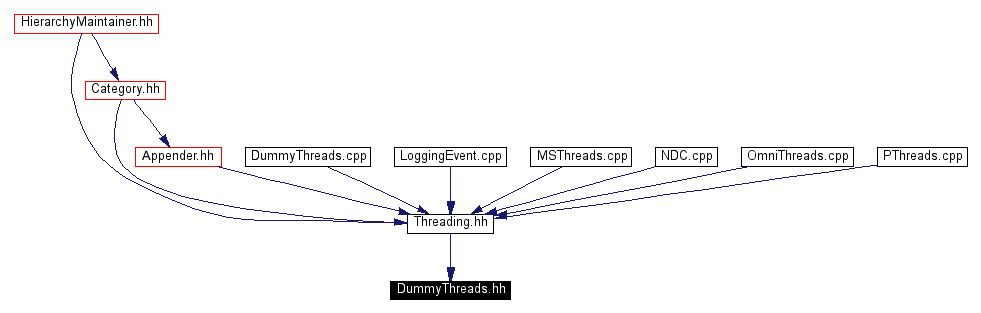 HierarchyMaintainer.hh
Category.hh
Appender.hh
DummyThreads.cpp
LoggingEvent.cpp
MSThreads.cpp
NDC.cpp
OmniThreads.cpp
PThreads.cpp
Threading.hh
DummyThreads.hh